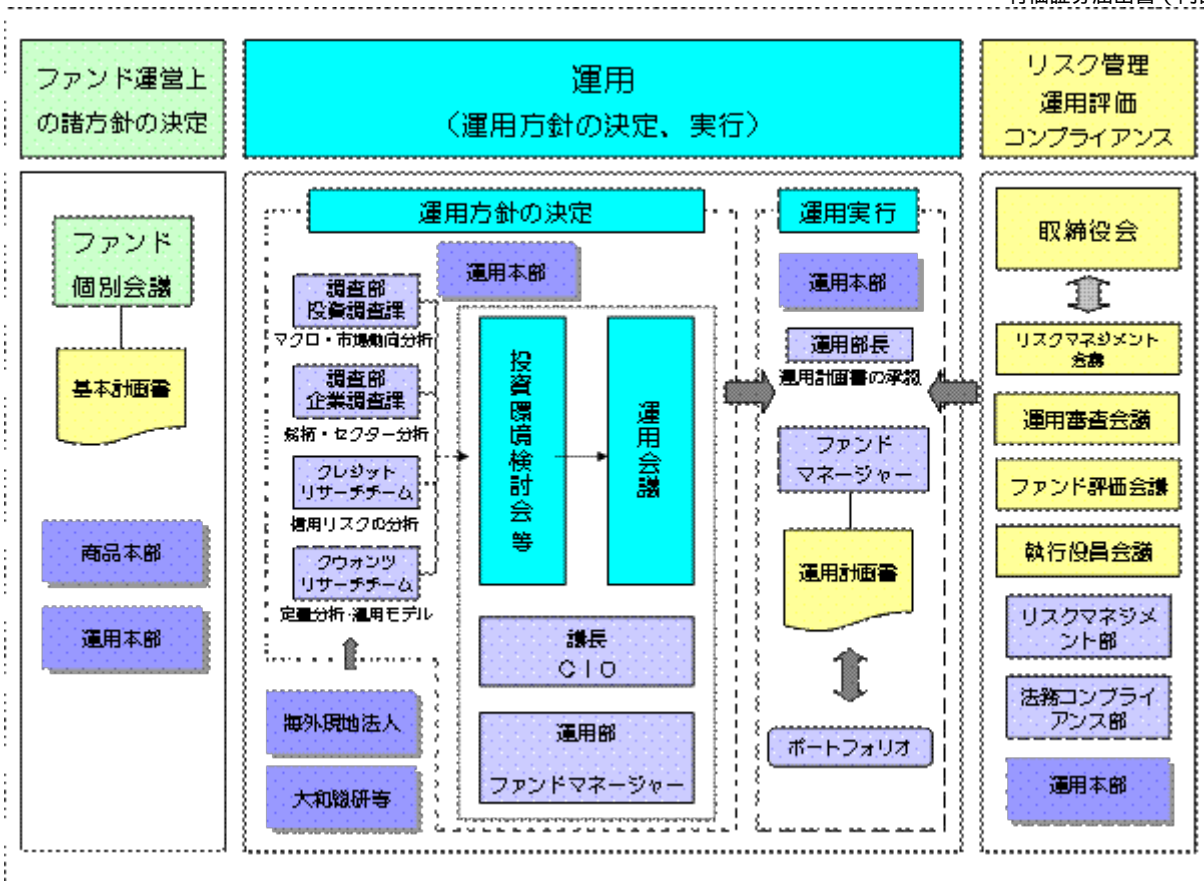 ファンド運営上
の諸方針の決定
運用
（運用方針の決定、実行）
リスク管理
運用評価
コンプライアンス
ファンド
個別会議
基本計画書
商品本部
運用本部
運用方針の決定
運用本部
調査部
投資調査課
マクロ・市場動向分析
調査部
企業調査課
銘柄・セクター分析
クレジット
リサーチチーム
信用リスクの分析
クウォンツ
リサーチチーム
定量分析・運用モデル
海外現地法人
大和総研等
投資環境検討会等
運用会議
議長
CIO
運用部
ファンドマネージャー
運用実行
運用本部
運用部長
運用計画書の承認
ファンド
マネージャー
運用計画書
ポートフォリオ
取締役会
リスクマネジメント
会議
運用審査会議
ファンド評価会議
執行役員会議
リスクマネジメ
ント部
法務コンプライ
アンス部
運用本部